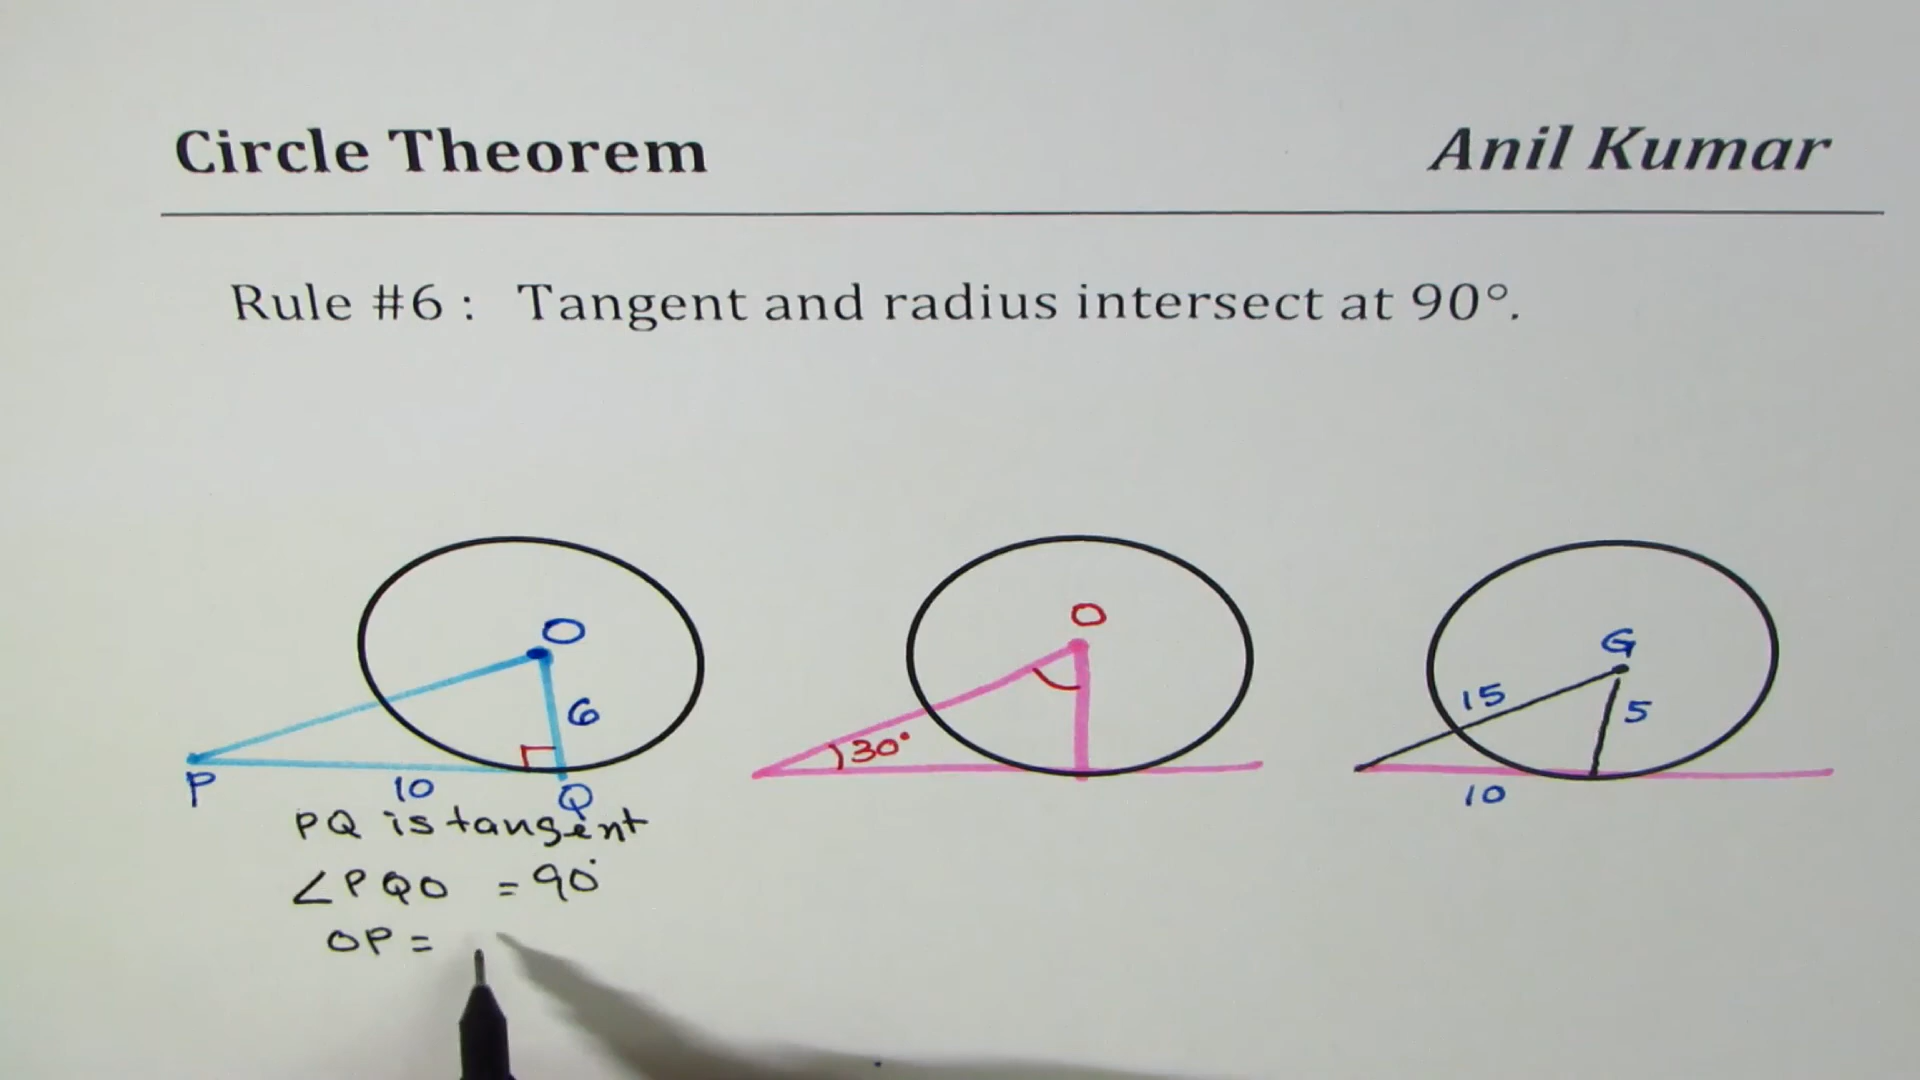 Circle Theorem
Anil Kumar
Rule #6 : Tangent and radius intersect at 90°.
O
6
P
10
Q
PQ is tangent
∠PQO = 90°
OP =
O
30°
G
15
5
10